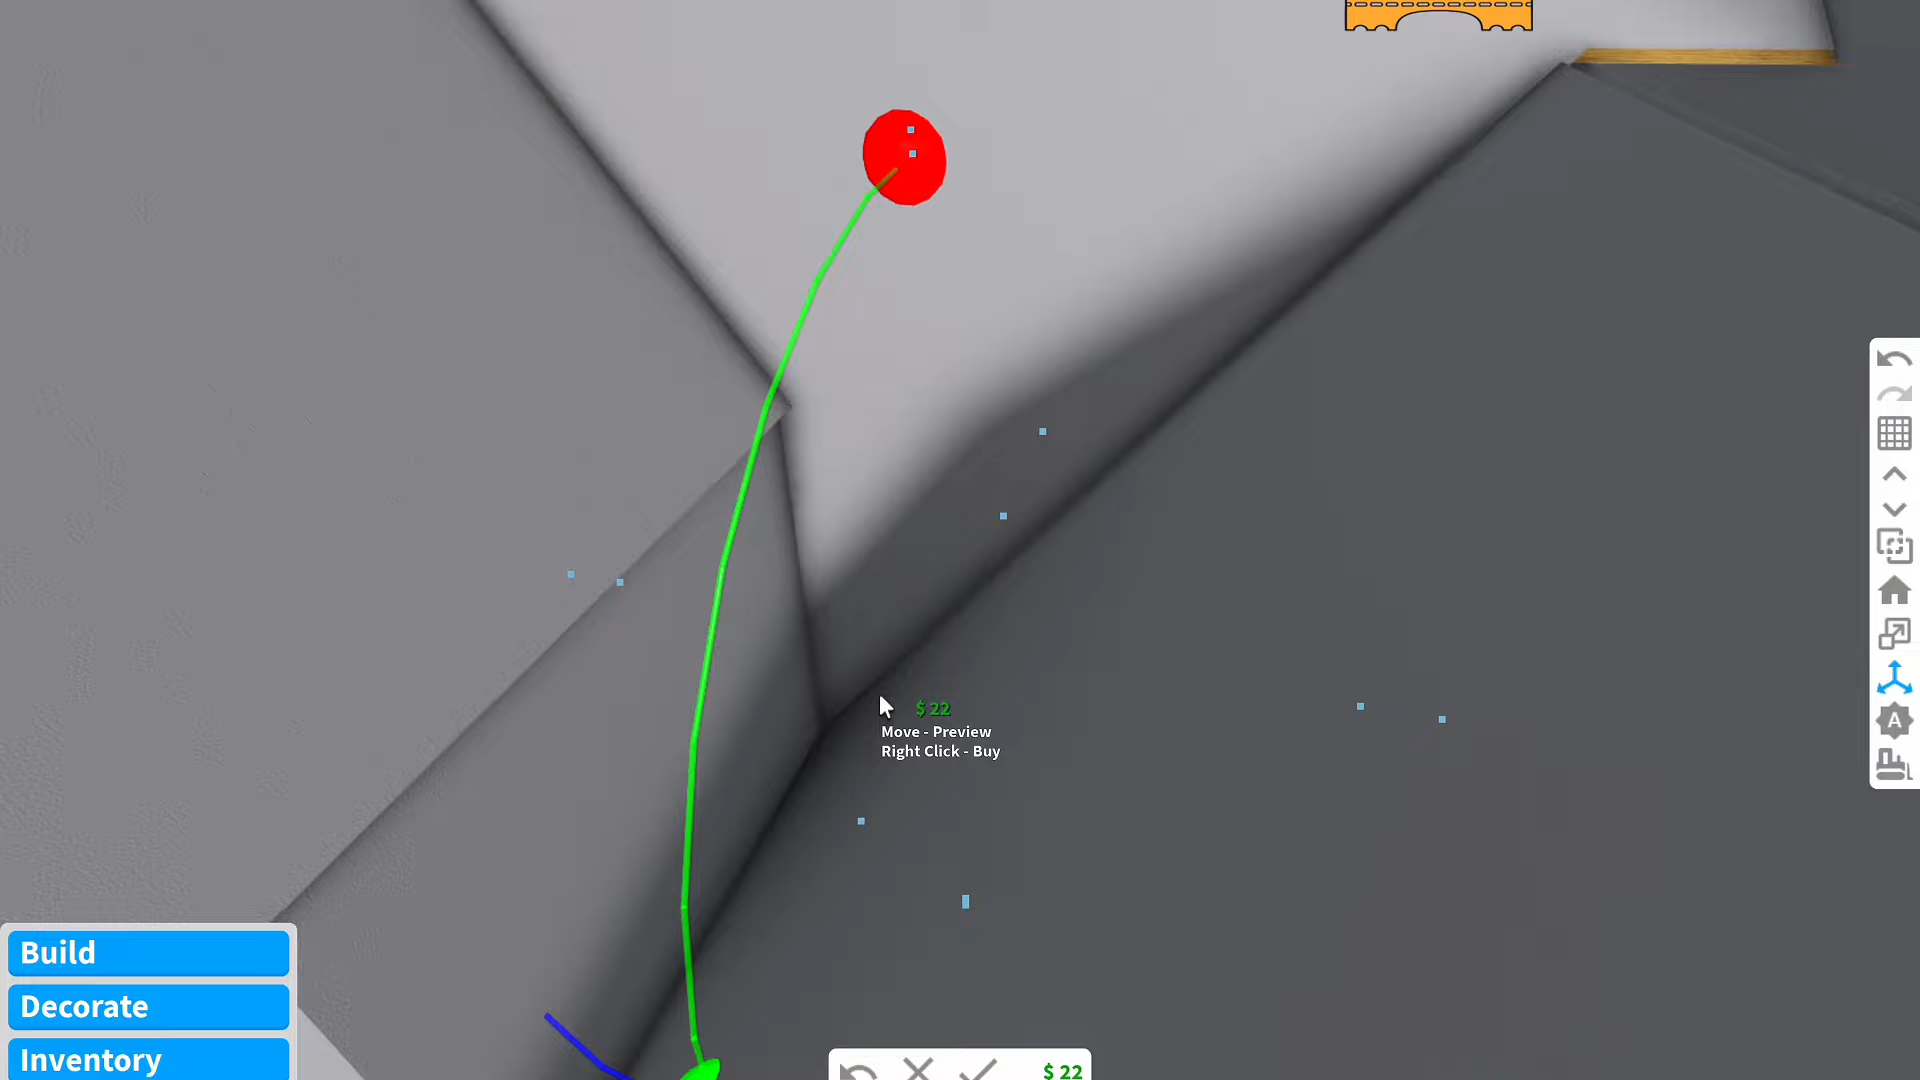 $ 22
Move - Preview
Right Click - Buy
A
Build
Decorate
Inventory
$ 22